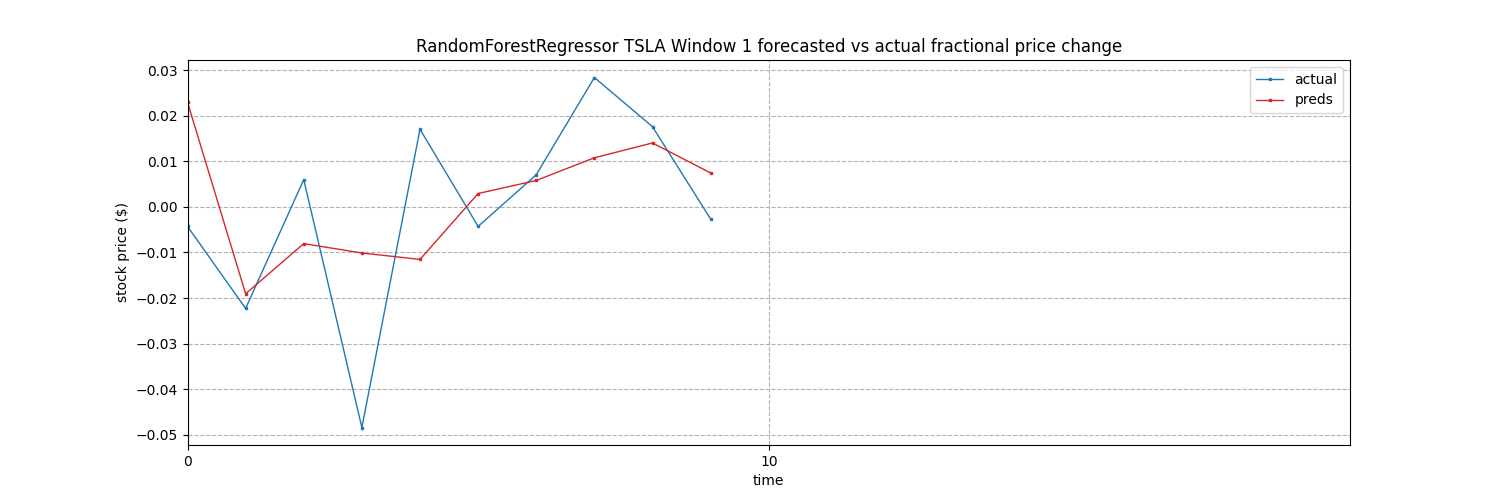 RandomForestRegressor TSLA Window 1 forecasted vs actual fractional price change
actual
preds
0.03
0.02
0.01
0.00
−0.01
−0.02
−0.03
−0.04
−0.05
stock price ($)
0
10
time